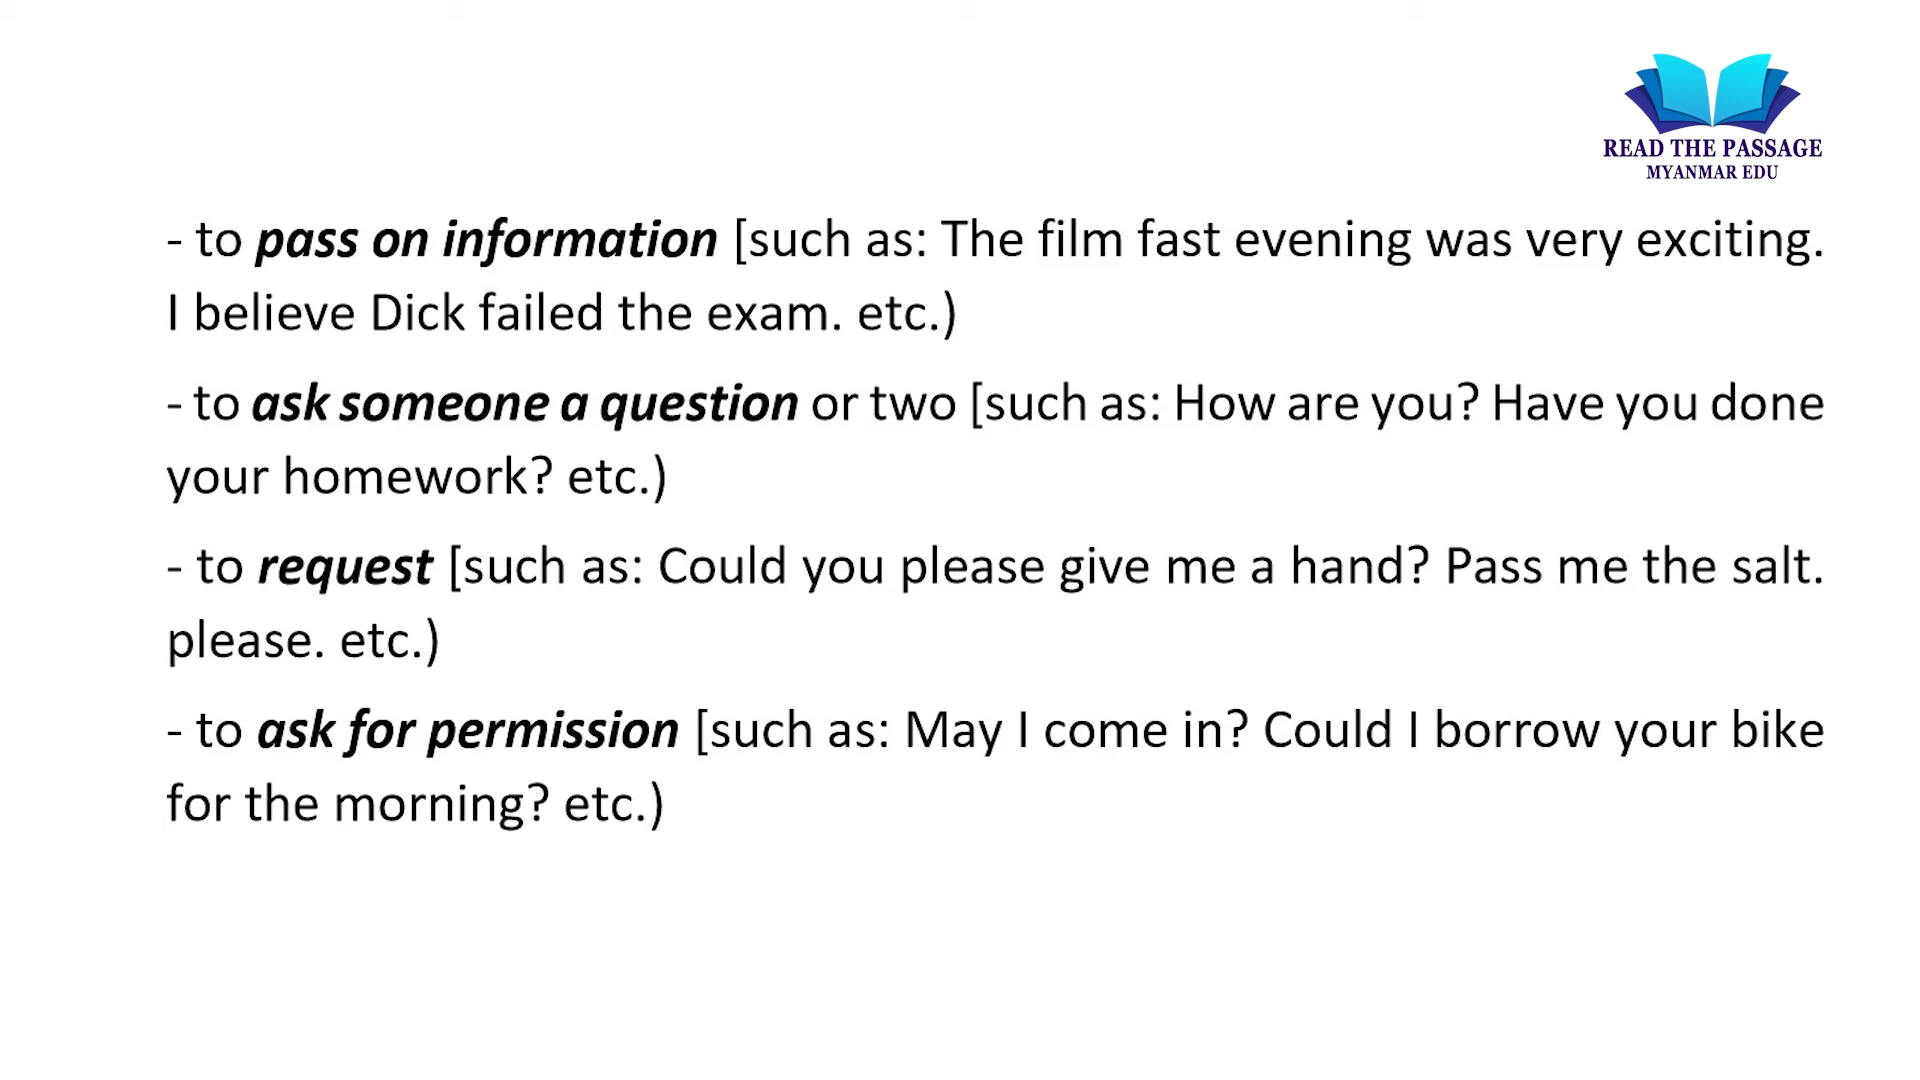 READ THE PASSAGE
MYANMAR EDU
- to pass on information [such as: The film fast evening was very exciting.
I believe Dick failed the exam. etc.)
- to ask someone a question or two [such as: How are you? Have you done
your homework? etc.)
- to request [such as: Could you please give me a hand? Pass me the salt.
please. etc.)
- to ask for permission [such as: May I come in? Could I borrow your bike
for the morning? etc.)